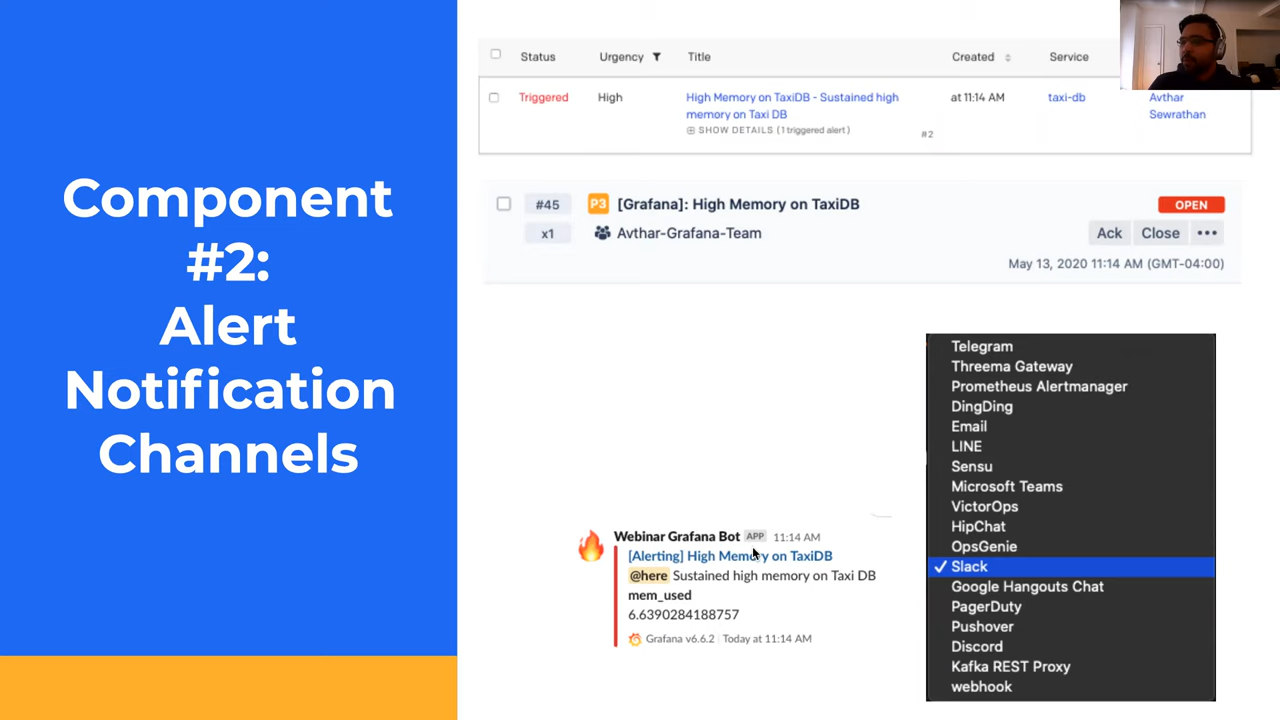 Component
#2:
Alert
Notification
Channels
Status Urgency Title Created Service
Triggered High High Memory on TaxiDB - Sustained high at 11:14 AM taxi-db Avthar
memory on Taxi DB Sewrathan
SHOW DETAILS (1 triggered alert) #2
#45 P3 [Grafana]: High Memory on TaxiDB OPEN
x1 Avthar-Grafana-Team Ack Close •••
May 13, 2020 11:14 AM (GMT-04:00)
Webinar Grafana Bot APP 11:14 AM
[Alerting] High Memory on TaxiDB
@here Sustained high memory on Taxi DB
mem_used
6.6390284188757
Grafana v6.6.2 | Today at 11:14 AM
Telegram
Threema Gateway
Prometheus Alertmanager
DingDing
Email
LINE
Sensu
Microsoft Teams
VictorOps
HipChat
OpsGenie
✓ Slack
Google Hangouts Chat
PagerDuty
Pushover
Discord
Kafka REST Proxy
webhook